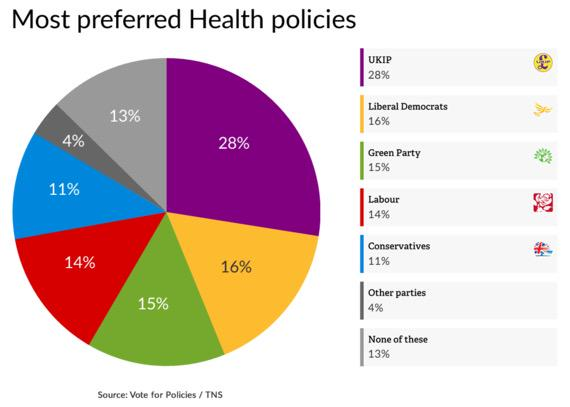 Most preferred Health policies
28%
16%
15%
14%
11%
4%
13%
UKIP
28%
Liberal Democrats
16%
Green Party
15%
Labour
14%
Conservatives
11%
Other parties
4%
None of these
13%
Source: Vote for Policies / TNS